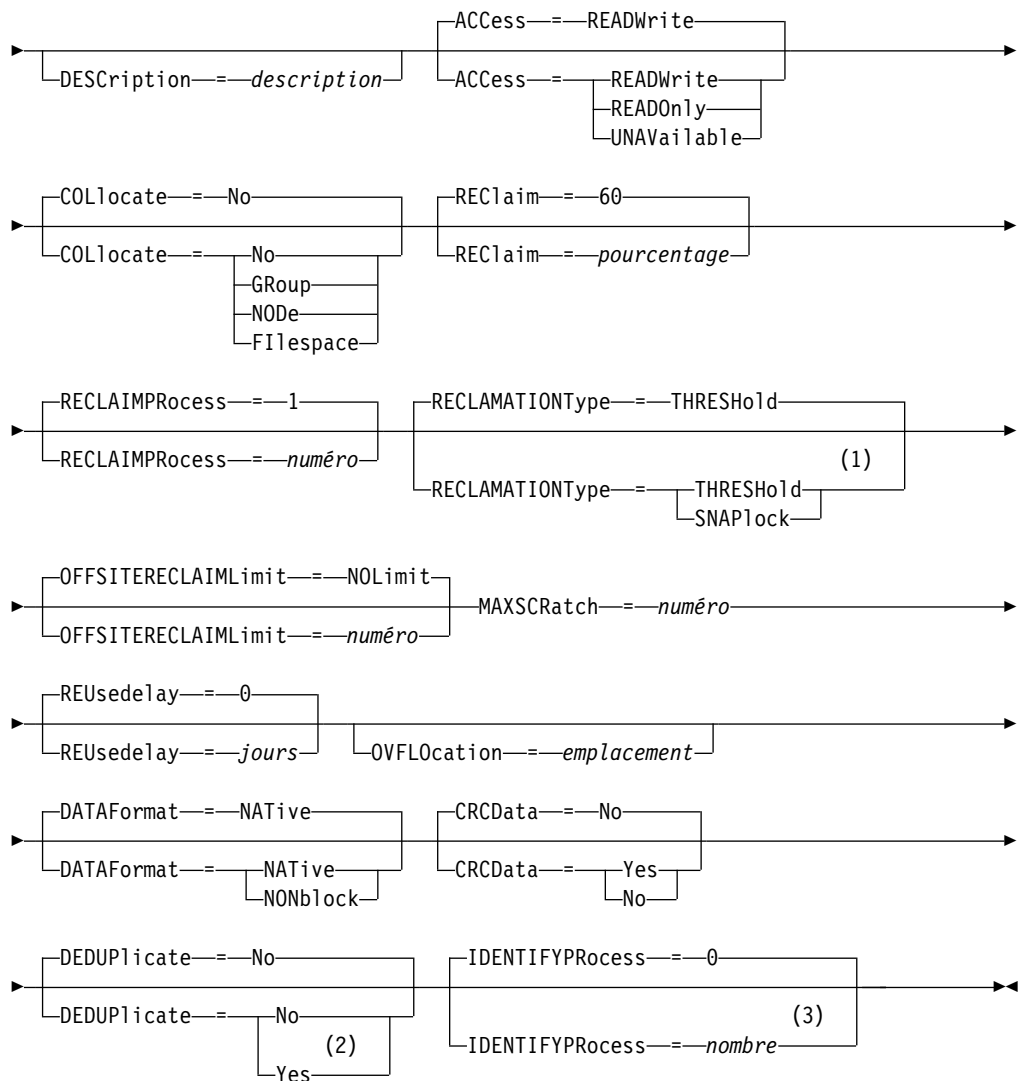 ACCess = READWrite
DESCription = description ACCess = READWrite
READOnly
UNAVailable
COLlocate = No REClaim = 60
COLlocate = No REClaim = pourcentage
GRoup
NODe
FIlespace
RECLAIMPRocess = 1 RECLAMATIONType = THRESHold
(1)
RECLAIMPRocess = numéro RECLAMATIONType = THRESHold
SNAPlock
OFFSITERECLAIMLimit = NOLimit
MAXSCRatch = numéro
OFFSITERECLAIMLimit = numéro
REUsedelay = 0
REUsedelay = jours OVFLOcation = emplacement
DATAFormat = NATive CRCData = No
DATAFormat = NATive CRCData = Yes
NONblock No
DEDUPlicate = No IDENTIFYPRocess = 0
DEDUPlicate = No (3)
(2) IDENTIFYPRocess = nombre
Yes